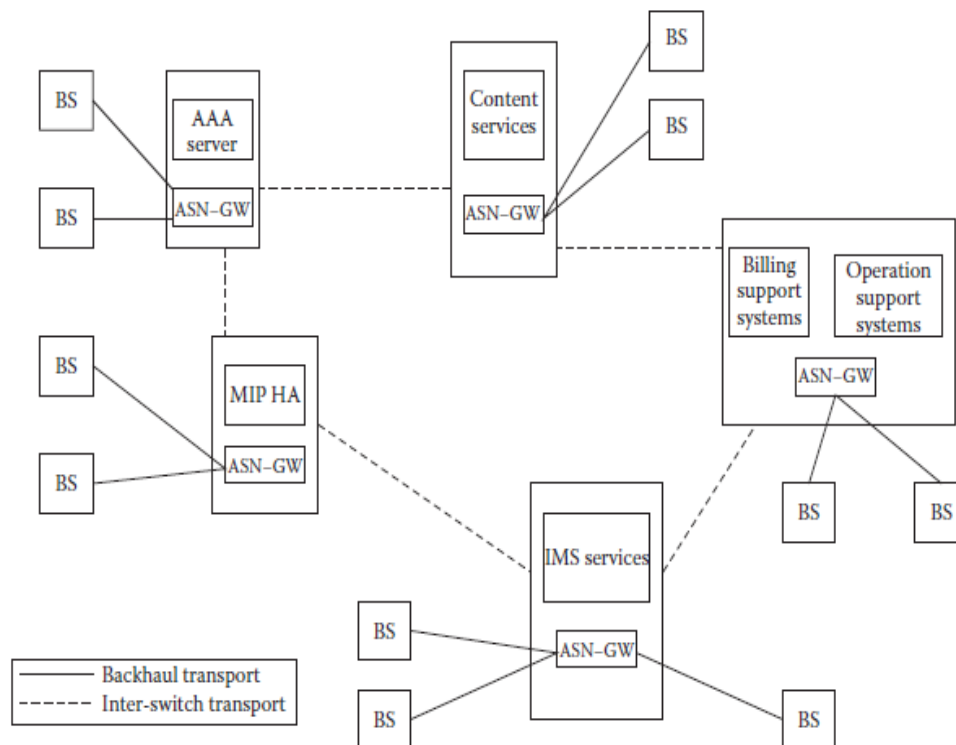 BS
BS
AAA
server
ASN–GW
Content
services
ASN–GW
BS
BS
Billing
support
systems
Operation
support
systems
ASN–GW
BS
BS
BS
BS
MIP HA
ASN–GW
IMS services
ASN–GW
BS
BS
BS
Backhaul transport
Inter-switch transport